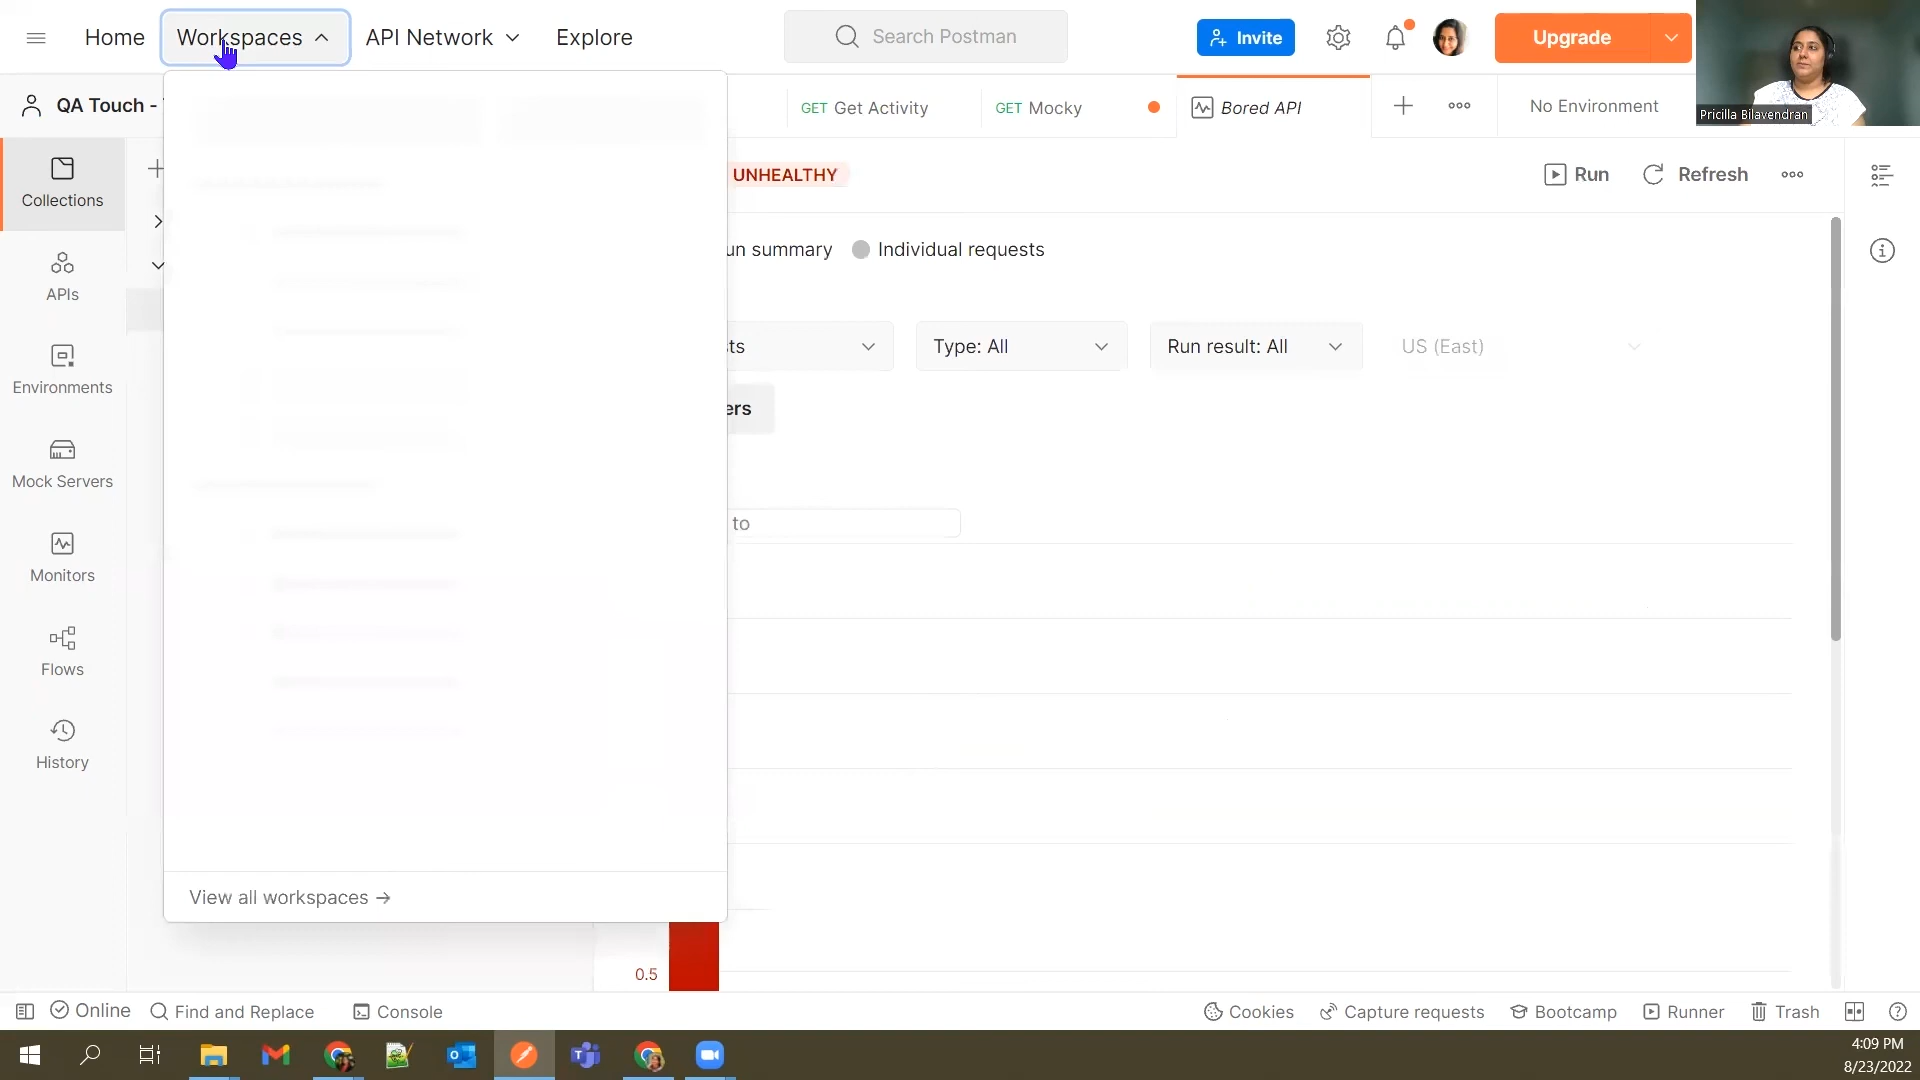 Home
Workspaces
API Network
Explore
Search Postman
Invite
Upgrade
Pricilla Bilavendran
QA Touch -
GET Get Activity
GET Mocky
Bored API
No Environment
Collections
APIs
Environments
Mock Servers
Monitors
Flows
History
UNHEALTHY
Run
Refresh
un summary
Individual requests
sts
Type: All
Run result: All
US (East)
ers
to
View all workspaces →
0.5
Online
Find and Replace
Console
Cookies
Capture requests
Bootcamp
Runner
Trash
4:09 PM
8/23/2022